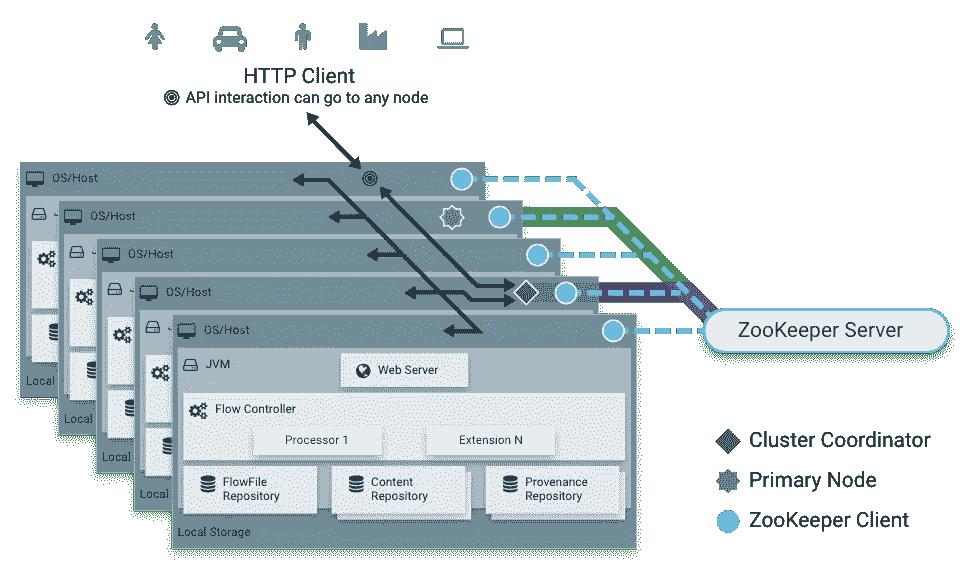 HTTP Client
API interaction can go to any node
OS/Host
OS/Host
OS/Host
OS/Host
OS/Host
ZooKeeper Server
JVM
Web Server
Flow Controller
Processor 1
Extension N
FlowFile
Repository
Content
Repository
Provenance
Repository
Local
Local
Local
Local
Local Storage
Cluster Coordinator
Primary Node
ZooKeeper Client